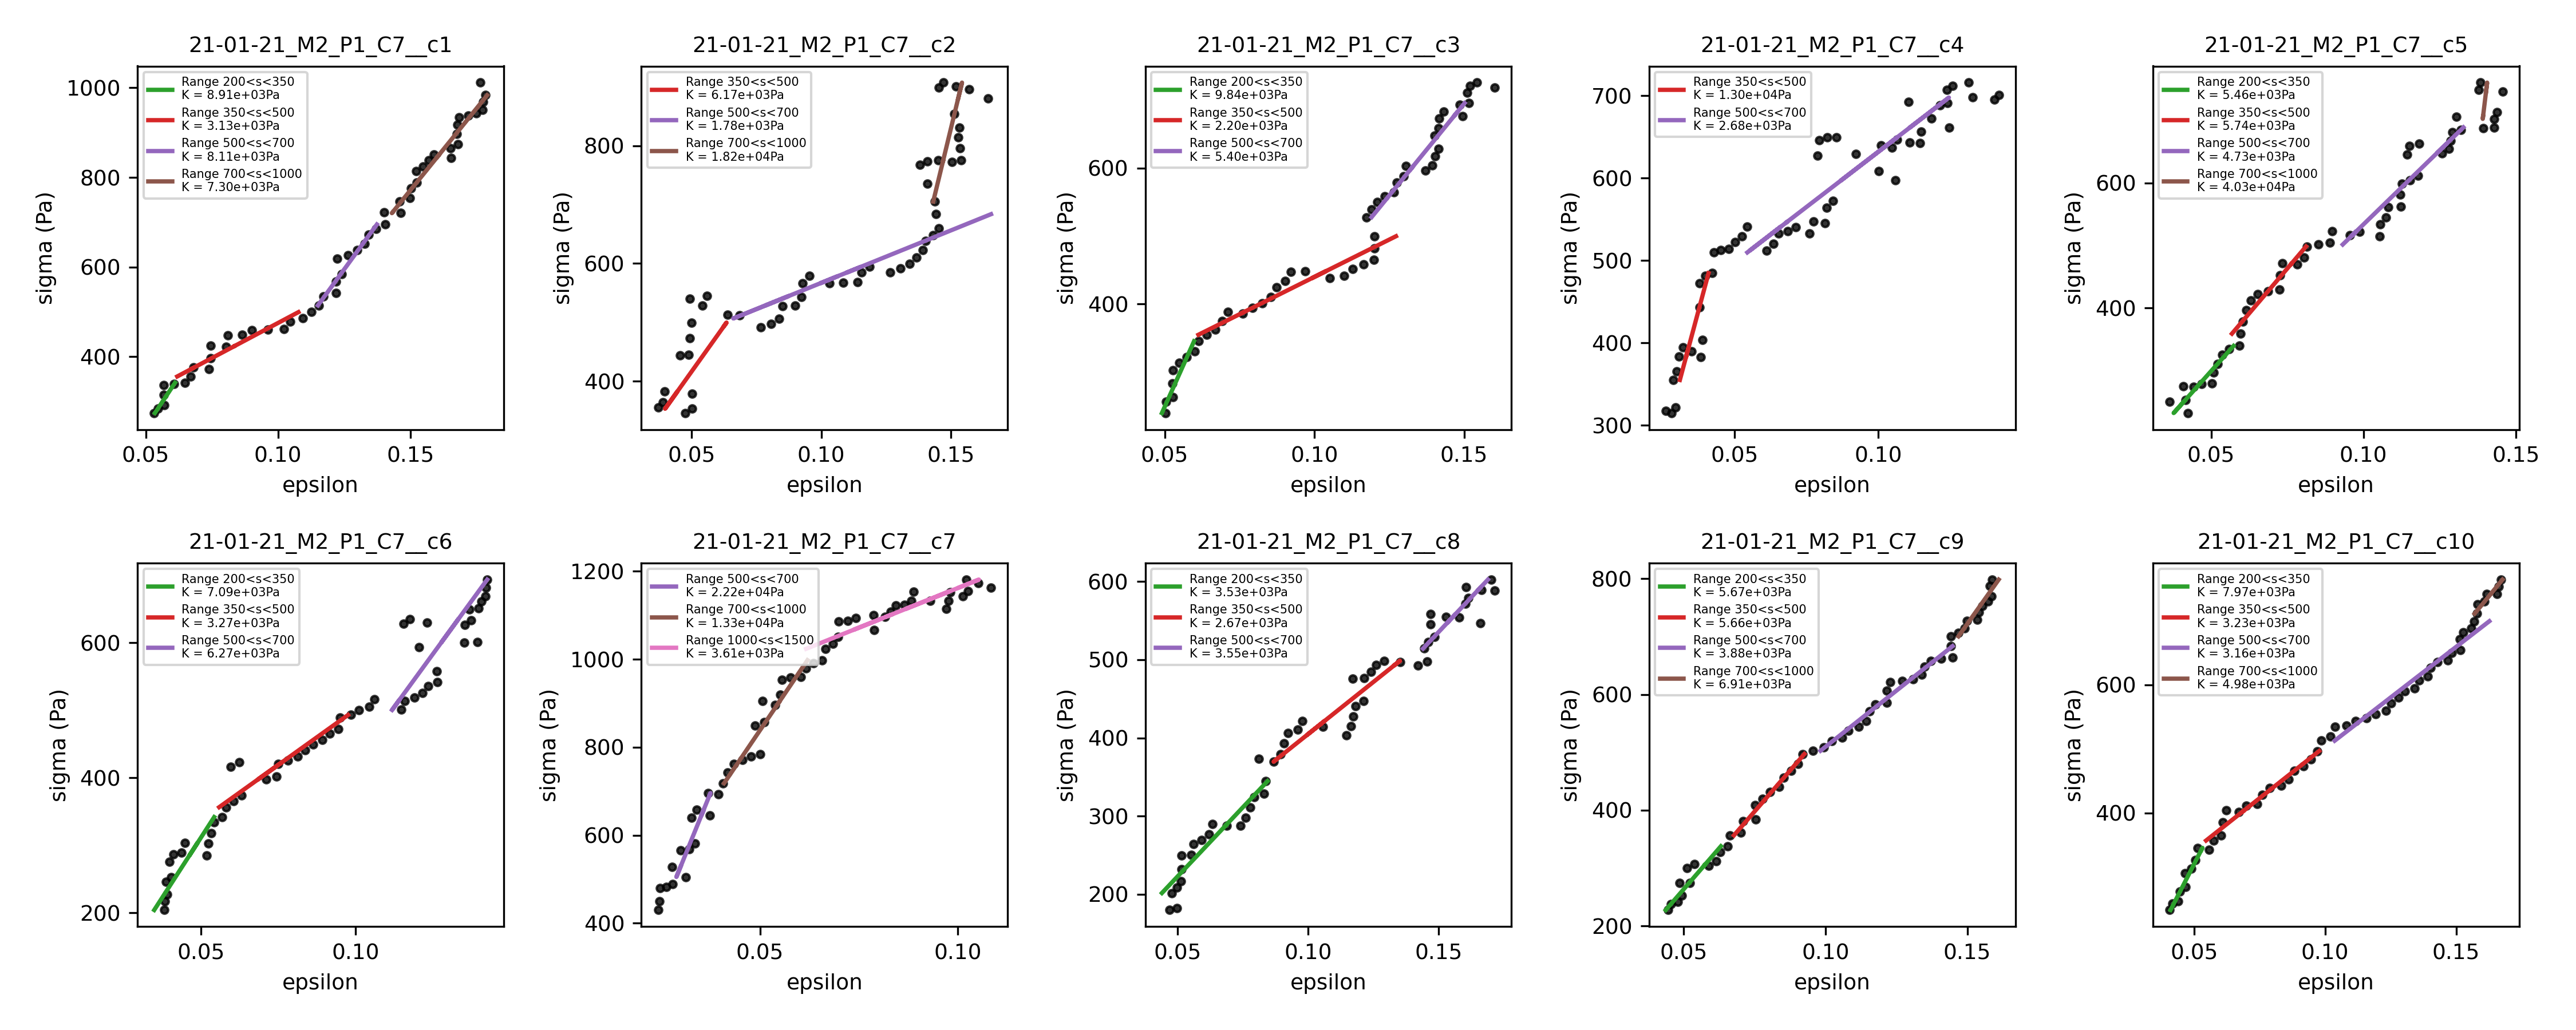 21-01-21_M2_P1_C7__c1
Range 200<s<350
K = 8.91e+03Pa
Range 350<s<500
K = 3.13e+03Pa
Range 500<s<700
K = 8.11e+03Pa
Range 700<s<1000
K = 7.30e+03Pa
1000
800
600
400
sigma (Pa)
0.05 0.10 0.15
epsilon
21-01-21_M2_P1_C7__c2
Range 350<s<500
K = 6.17e+03Pa
Range 500<s<700
K = 1.78e+03Pa
Range 700<s<1000
K = 1.82e+04Pa
800
600
400
sigma (Pa)
0.05 0.10 0.15
epsilon
21-01-21_M2_P1_C7__c3
Range 200<s<350
K = 9.84e+03Pa
Range 350<s<500
K = 2.20e+03Pa
Range 500<s<700
K = 5.40e+03Pa
600
400
sigma (Pa)
0.05 0.10 0.15
epsilon
21-01-21_M2_P1_C7__c4
Range 350<s<500
K = 1.30e+04Pa
Range 500<s<700
K = 2.68e+03Pa
700
600
500
400
300
sigma (Pa)
0.05 0.10
epsilon
21-01-21_M2_P1_C7__c5
Range 200<s<350
K = 5.46e+03Pa
Range 350<s<500
K = 5.74e+03Pa
Range 500<s<700
K = 4.73e+03Pa
Range 700<s<1000
K = 4.03e+04Pa
600
400
sigma (Pa)
0.05 0.10 0.15
epsilon
21-01-21_M2_P1_C7__c6
Range 200<s<350
K = 7.09e+03Pa
Range 350<s<500
K = 3.27e+03Pa
Range 500<s<700
K = 6.27e+03Pa
600
400
200
sigma (Pa)
0.05 0.10
epsilon
21-01-21_M2_P1_C7__c7
Range 500<s<700
K = 2.22e+04Pa
Range 700<s<1000
K = 1.33e+04Pa
Range 1000<s<1500
K = 3.61e+03Pa
1200
1000
800
600
400
sigma (Pa)
0.05 0.10
epsilon
21-01-21_M2_P1_C7__c8
Range 200<s<350
K = 3.53e+03Pa
Range 350<s<500
K = 2.67e+03Pa
Range 500<s<700
K = 3.55e+03Pa
600
500
400
300
200
sigma (Pa)
0.05 0.10 0.15
epsilon
21-01-21_M2_P1_C7__c9
Range 200<s<350
K = 5.67e+03Pa
Range 350<s<500
K = 5.66e+03Pa
Range 500<s<700
K = 3.88e+03Pa
Range 700<s<1000
K = 6.91e+03Pa
800
600
400
200
sigma (Pa)
0.05 0.10 0.15
epsilon
21-01-21_M2_P1_C7__c10
Range 200<s<350
K = 7.97e+03Pa
Range 350<s<500
K = 3.23e+03Pa
Range 500<s<700
K = 3.16e+03Pa
Range 700<s<1000
K = 4.98e+03Pa
600
400
sigma (Pa)
0.05 0.10 0.15
epsilon